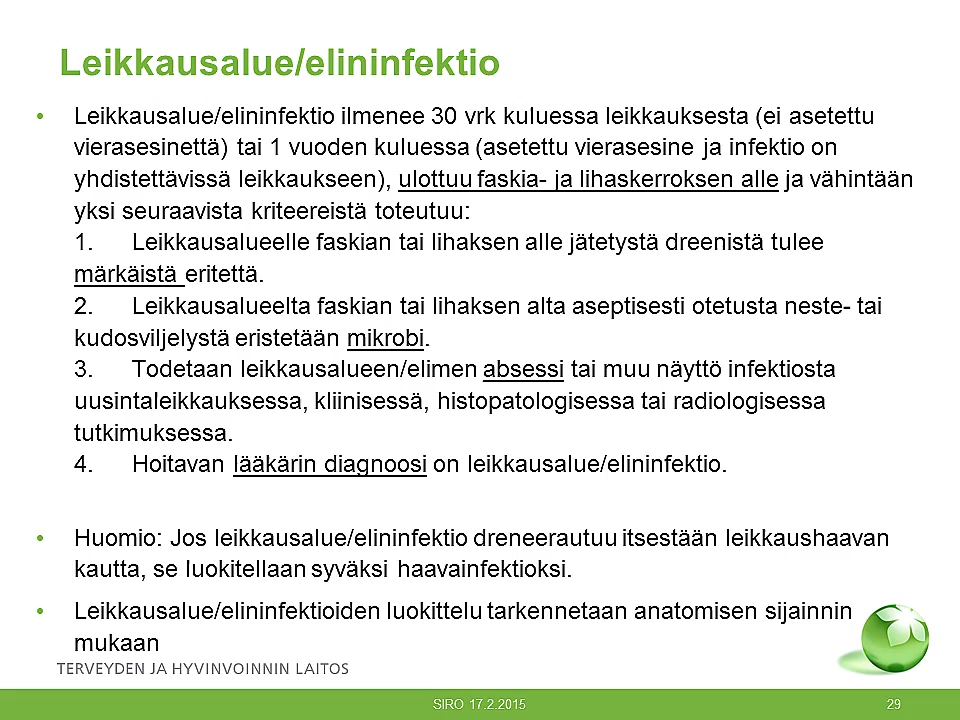 Leikkausalue/elininfektio
• Leikkausalue/elininfektio ilmenee 30 vrk kuluessa leikkauksesta (ei asetettu
vierasesinettä) tai 1 vuoden kuluessa (asetettu vierasesine ja infektio on
yhdistettävissä leikkaukseen), ulottuu faskia- ja lihaskerroksen alle ja vähintään
yksi seuraavista kriteereistä toteutuu:
1. Leikkausalueelle faskian tai lihaksen alle jätetystä dreenistä tulee
märkäistä eritettä.
2. Leikkausalueelta faskian tai lihaksen alta aseptisesti otetusta neste- tai
kudosviljelystä eristetään mikrobi.
3. Todetaan leikkausalueen/elimen absessi tai muu näyttö infektiosta
uusintaleikkauksessa, kliinisessä, histopatologisessa tai radiologisessa
tutkimuksessa.
4. Hoitavan lääkärin diagnoosi on leikkausalue/elininfektio.
• Huomio: Jos leikkausalue/elininfektio dreneerautuu itsestään leikkaushaavan
kautta, se luokitellaan syväksi haavainfektioksi.
• Leikkausalue/elininfektioiden luokittelu tarkennetaan anatomisen sijainnin
mukaan
TERVEYDEN JA HYVINVOINNIN LAITOS
SIRO 17.2.2015 29